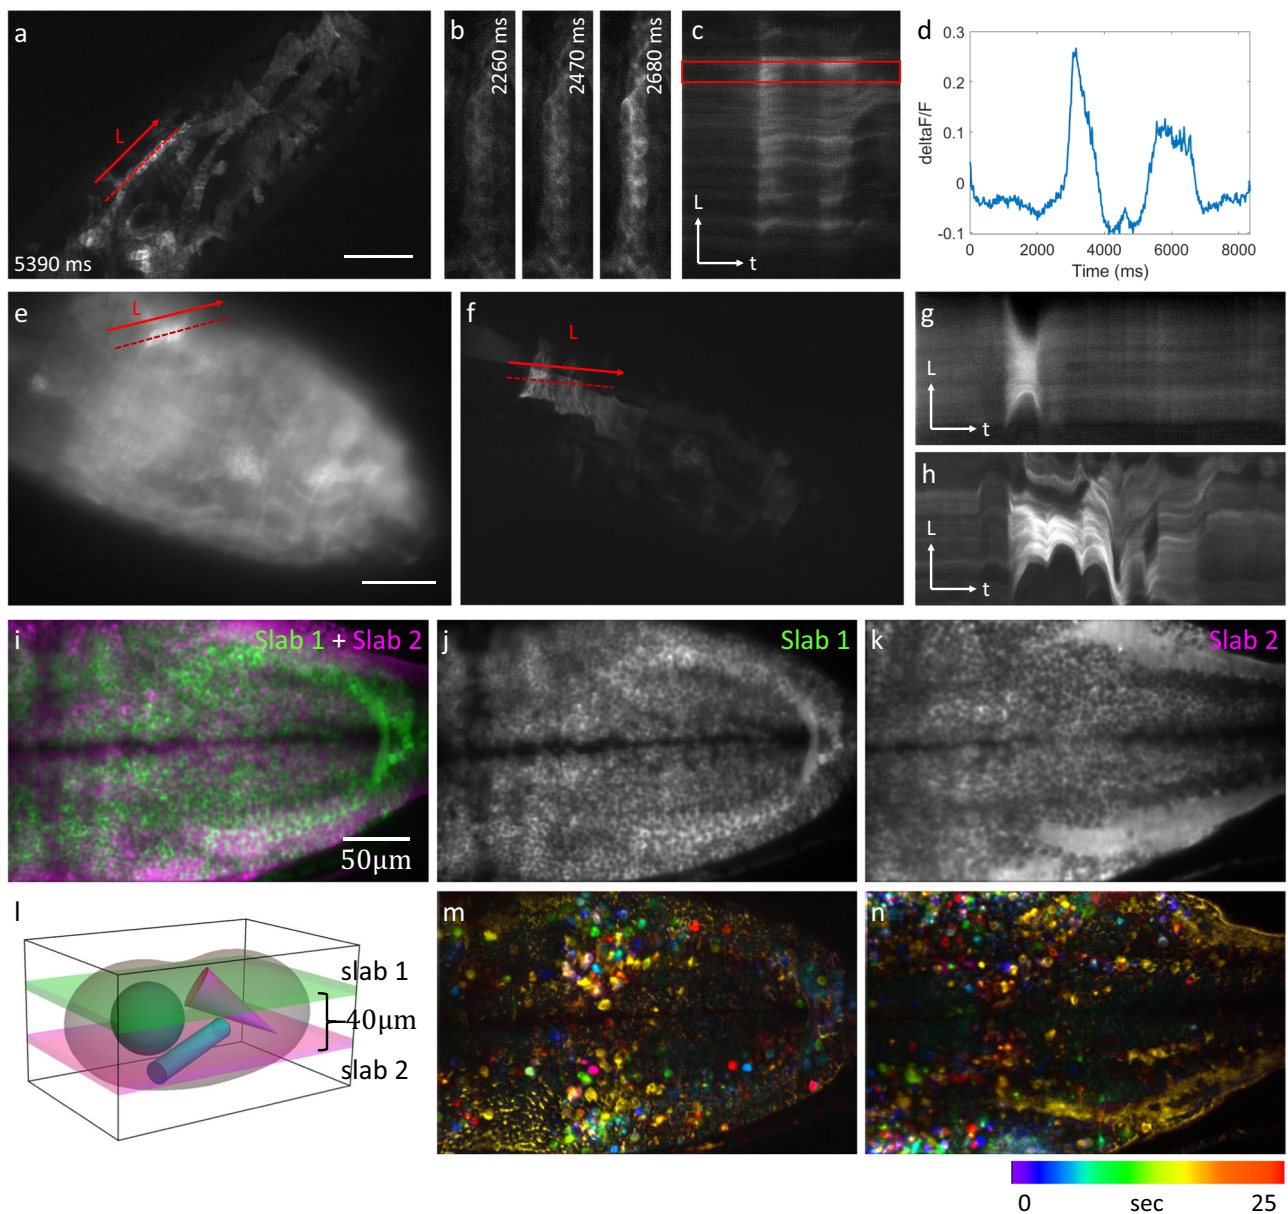 a
L
5390 ms
b
2260 ms
2470 ms
2680 ms
c
L
t
d
deltaF/F
0.3
0.2
0.1
0
-0.1
0
2000
4000
6000
8000
Time (ms)
e
L
f
L
g
L
t
h
L
t
i
Slab 1 + Slab 2
50μm
j
Slab 1
k
Slab 2
l
slab 1
40μm
slab 2
m
n
0
sec
25